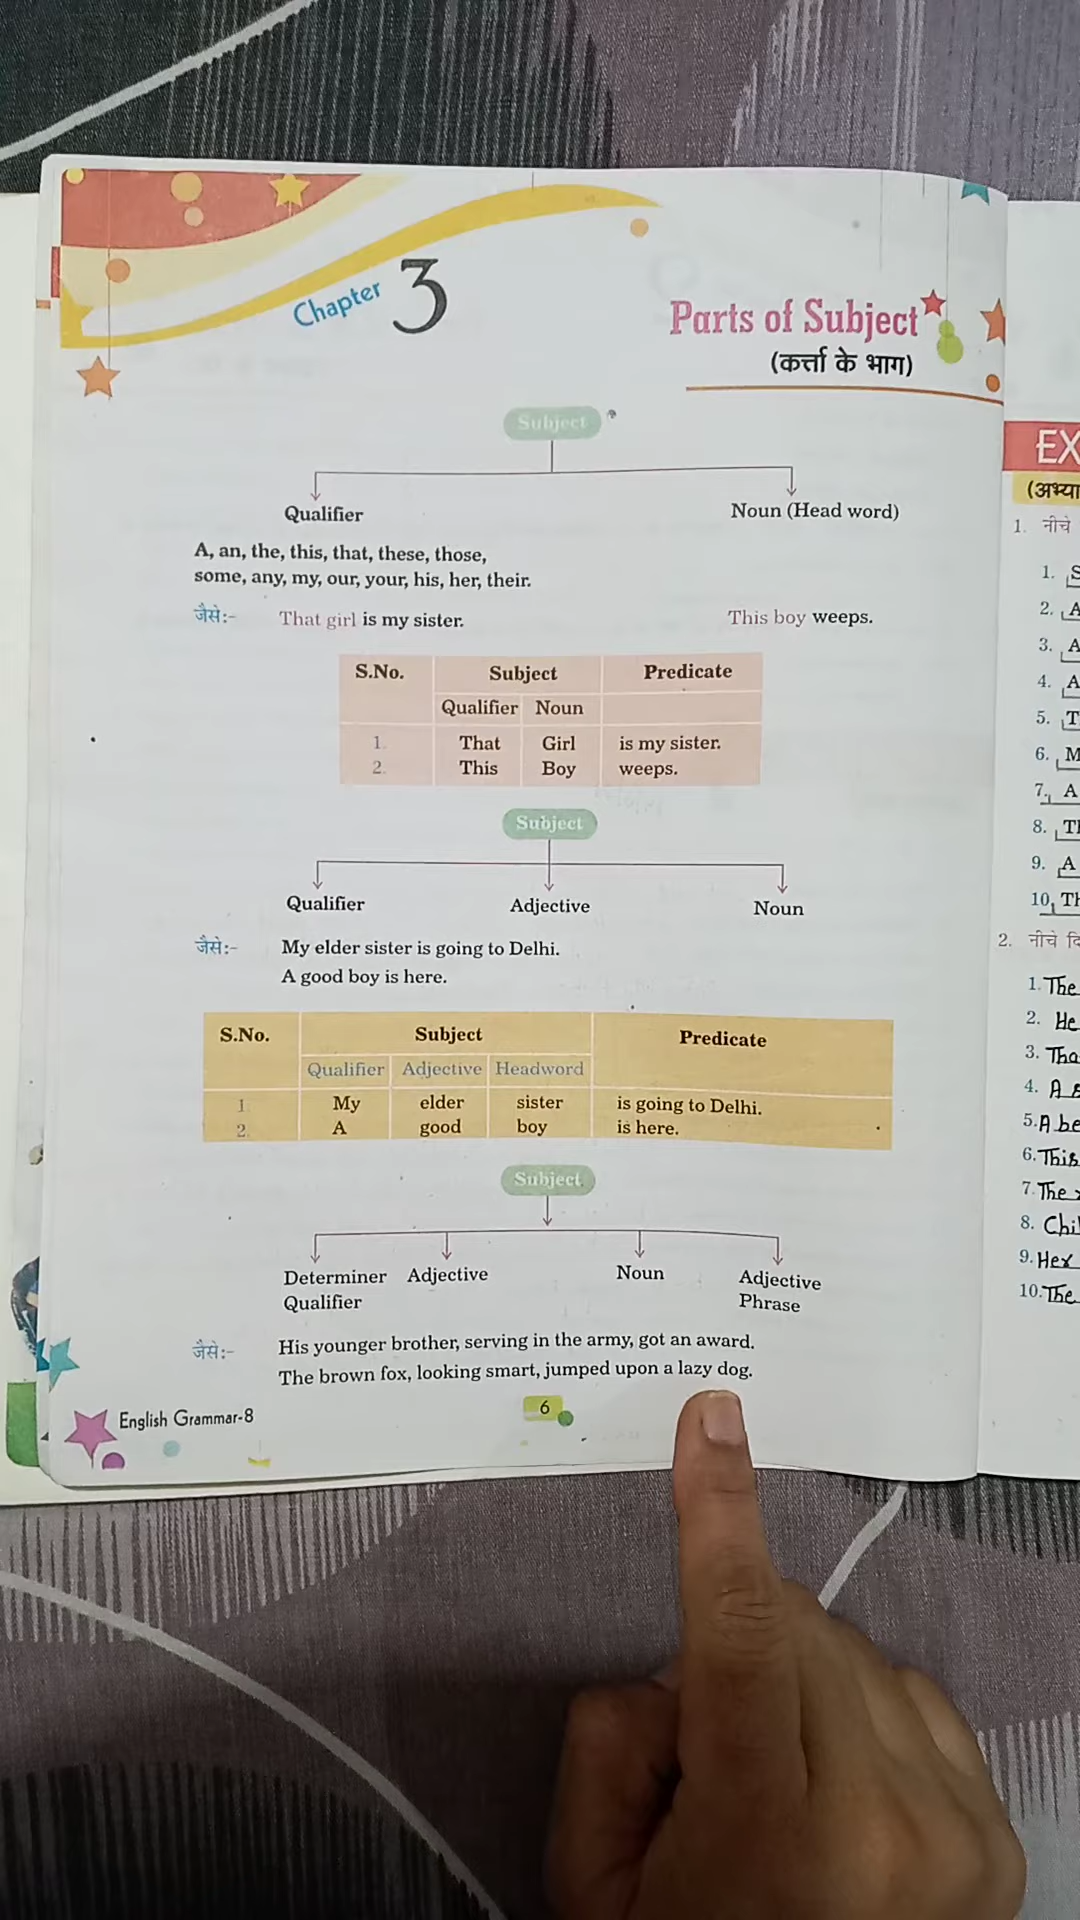 Chapter 3
Parts of Subject
(कर्त्ता के भाग)
Subject
Qualifier
Noun (Head word)
A, an, the, this, that, these, those,
some, any, my, our, your, his, her, their.
जैसे:- That girl is my sister. This boy weeps.
S.No. Subject Predicate
Qualifier Noun
1. That Girl is my sister.
2. This Boy weeps.
Subject
Qualifier Adjective Noun
जैसे:- My elder sister is going to Delhi.
A good boy is here.
S.No. Subject Predicate
Qualifier Adjective Headword
1 My elder sister is going to Delhi.
2. A good boy is here.
Subject
Determiner Adjective Noun Adjective
Qualifier Phrase
जैसे:- His younger brother, serving in the army, got an award.
The brown fox, looking smart, jumped upon a lazy dog.
English Grammar-8
6
EX
(अभ्या
1. नीचे
1. S
2. A
3. A
4. A
5. T
6. M
7. A
8. Th
9. A
10. Th
2. नीचे दि
1. The
2. He
3. Tha
4. A
5. A be
6. This
7. The
8. Chil
9. Her
10. The